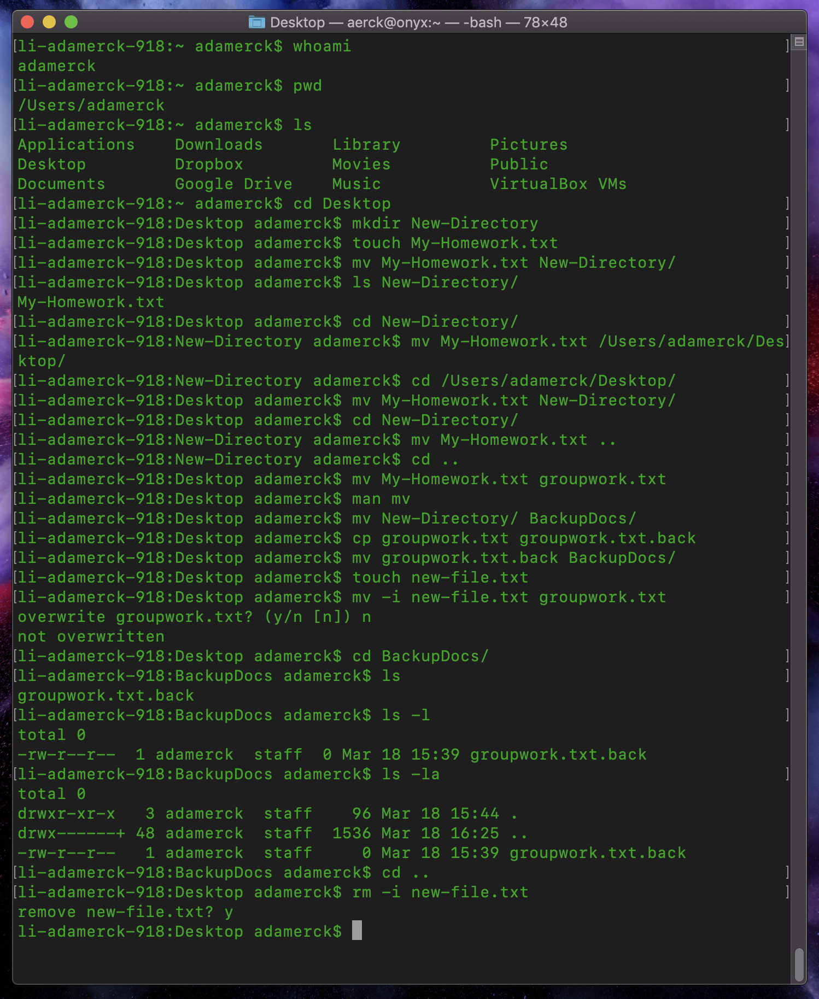 Desktop — aerck@onyx:~ — -bash — 78×48
[li-adamerck-918:~ adamerck$ whoami ]
adamerck
[li-adamerck-918:~ adamerck$ pwd ]
/Users/adamerck
[li-adamerck-918:~ adamerck$ ls ]
Applications    Downloads       Library         Pictures
Desktop         Dropbox         Movies          Public
Documents       Google Drive    Music           VirtualBox VMs
[li-adamerck-918:~ adamerck$ cd Desktop ]
[li-adamerck-918:Desktop adamerck$ mkdir New-Directory ]
[li-adamerck-918:Desktop adamerck$ touch My-Homework.txt ]
[li-adamerck-918:Desktop adamerck$ mv My-Homework.txt New-Directory/ ]
[li-adamerck-918:Desktop adamerck$ ls New-Directory/ ]
My-Homework.txt
[li-adamerck-918:Desktop adamerck$ cd New-Directory/ ]
[li-adamerck-918:New-Directory adamerck$ mv My-Homework.txt /Users/adamerck/Des]
ktop/
[li-adamerck-918:New-Directory adamerck$ cd /Users/adamerck/Desktop/ ]
[li-adamerck-918:Desktop adamerck$ mv My-Homework.txt New-Directory/ ]
[li-adamerck-918:Desktop adamerck$ cd New-Directory/ ]
[li-adamerck-918:New-Directory adamerck$ mv My-Homework.txt .. ]
[li-adamerck-918:New-Directory adamerck$ cd .. ]
[li-adamerck-918:Desktop adamerck$ mv My-Homework.txt groupwork.txt ]
[li-adamerck-918:Desktop adamerck$ man mv ]
[li-adamerck-918:Desktop adamerck$ mv New-Directory/ BackupDocs/ ]
[li-adamerck-918:Desktop adamerck$ cp groupwork.txt groupwork.txt.back ]
[li-adamerck-918:Desktop adamerck$ mv groupwork.txt.back BackupDocs/ ]
[li-adamerck-918:Desktop adamerck$ touch new-file.txt ]
[li-adamerck-918:Desktop adamerck$ mv -i new-file.txt groupwork.txt ]
overwrite groupwork.txt? (y/n [n]) n
not overwritten
[li-adamerck-918:Desktop adamerck$ cd BackupDocs/ ]
[li-adamerck-918:BackupDocs adamerck$ ls ]
groupwork.txt.back
[li-adamerck-918:BackupDocs adamerck$ ls -l ]
total 0
-rw-r--r--  1 adamerck  staff  0 Mar 18 15:39 groupwork.txt.back
[li-adamerck-918:BackupDocs adamerck$ ls -la ]
total 0
drwxr-xr-x   3 adamerck  staff    96 Mar 18 15:44 .
drwx------+ 48 adamerck  staff  1536 Mar 18 16:25 ..
-rw-r--r--   1 adamerck  staff     0 Mar 18 15:39 groupwork.txt.back
[li-adamerck-918:BackupDocs adamerck$ cd .. ]
[li-adamerck-918:Desktop adamerck$ rm -i new-file.txt ]
remove new-file.txt? y
li-adamerck-918:Desktop adamerck$